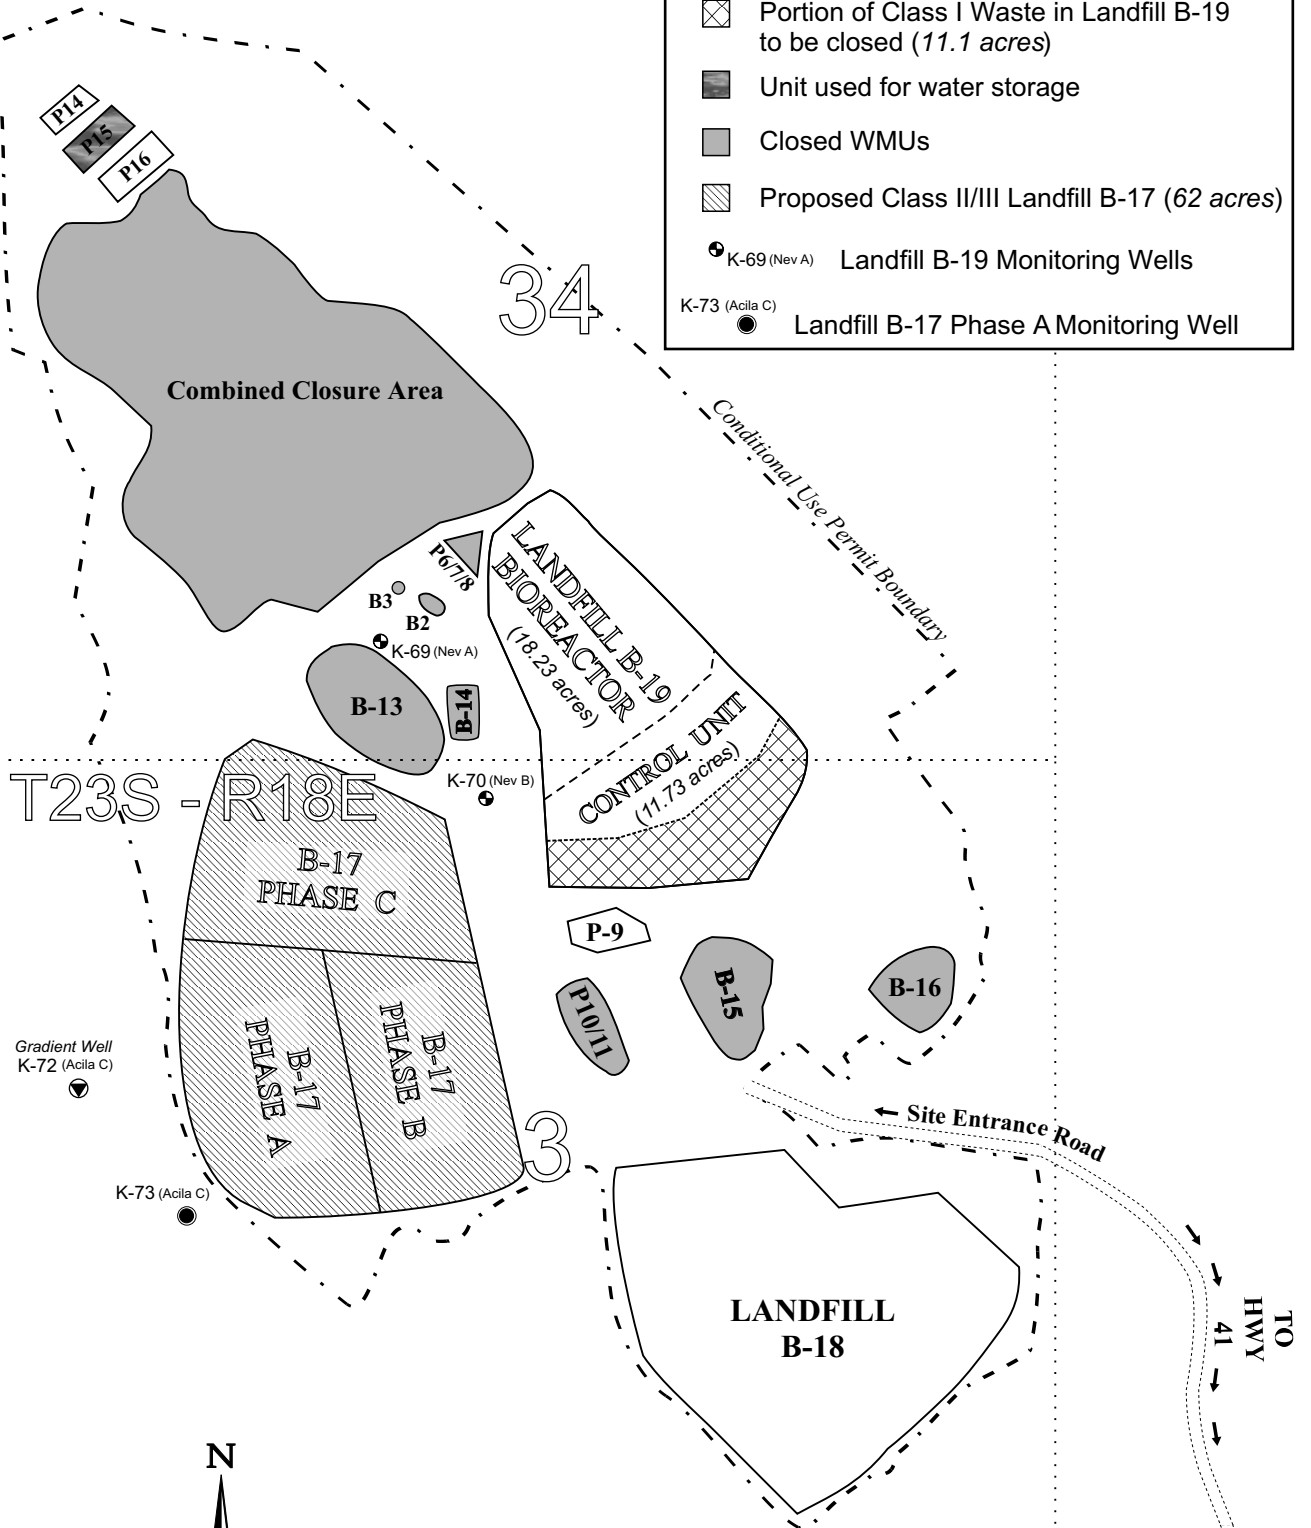 Portion of Class I Waste in Landfill B-19
to be closed (11.1 acres)
Unit used for water storage
Closed WMUs
Proposed Class II/III Landfill B-17 (62 acres)
K-69 (Nev A) Landfill B-19 Monitoring Wells
K-73 (Acila C)
Landfill B-17 Phase A Monitoring Well
P14
P15
P16
34
Combined Closure Area
Conditional Use Permit Boundary
P6/7/8
B3
B2
K-69 (Nev A)
LANDFILL B-19
BIOREACTOR
(18.23 acres)
B-13
B-14
CONTROL UNIT
(11.73 acres)
T23S - R18E
K-70 (Nev B)
B-17
PHASE C
P-9
B-15
B-16
P10/11
B-17
PHASE A
B-17
PHASE B
Gradient Well
K-72 (Acila C)
3
Site Entrance Road
K-73 (Acila C)
LANDFILL
B-18
TO
HWY
41
N